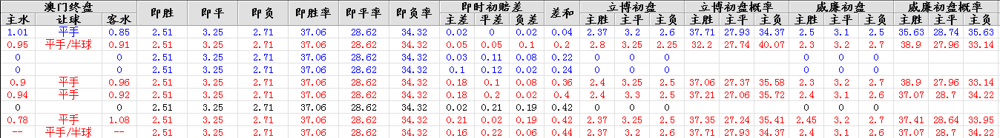 澳门终盘 即胜 即平 即负 即胜率 即平率 即负率 即时初赔差 差和 立博初盘 立博初盘概率 威廉初盘 威廉初盘概率
主水 让球 客水 主差 平差 负差 主胜 主平 主负 主胜 主平 主负 主胜 主平 主负 主胜 主平 主负
1.01 平手 0.85 2.51 3.25 2.71 37.06 28.62 34.32 0.02 0 0.02 0.04 2.37 3.2 2.6 37.71 27.93 34.37 2.5 3.1 2.5 35.63 28.74 35.63
0.95 平手/半球 0.91 2.51 3.25 2.71 37.06 28.62 34.32 0.05 0.05 0.1 0.2 2.8 3.25 2.25 32.2 27.74 40.07 2.3 3.2 2.7 38.9 27.96 33.14
0 0 2.51 3.25 2.71 37.06 28.62 34.32 0.03 0.11 0.08 0.22 0 0 0 0 0 0
0 0 2.51 3.25 2.71 37.06 28.62 34.32 0.1 0.12 0.02 0.24 0 0 0 0 0 0
0.9 平手 0.96 2.51 3.25 2.71 37.06 28.62 34.32 0.18 0.1 0.08 0.36 2.4 3.25 2.5 37.06 27.37 35.58 2.3 3.2 2.7 38.9 27.96 33.14
0.94 平手 0.92 2.51 3.25 2.71 37.06 28.62 34.32 0.18 0.2 0.02 0.4 2.4 3.3 2.5 37.21 27.06 35.72 2.4 3.1 2.6 37.07 28.7 34.22
0 0 2.51 3.25 2.71 37.06 28.62 34.32 0.02 0.21 0.19 0.42 0 0 0 0 0 0
0.78 平手 1.08 2.51 3.25 2.71 37.06 28.62 34.32 0.21 0.02 0.19 0.42 2.37 3.25 2.5 37.35 27.24 35.41 2.45 3.2 2.7 37.41 28.64 33.95
-- 平手/半球 -- 2.51 3.25 2.71 37.06 28.62 34.32 0.16 0.22 0.06 0.44 2.37 3.2 2.6 37.71 27.93 34.37 2.4 3.1 2.6 37.07 28.7 34.22